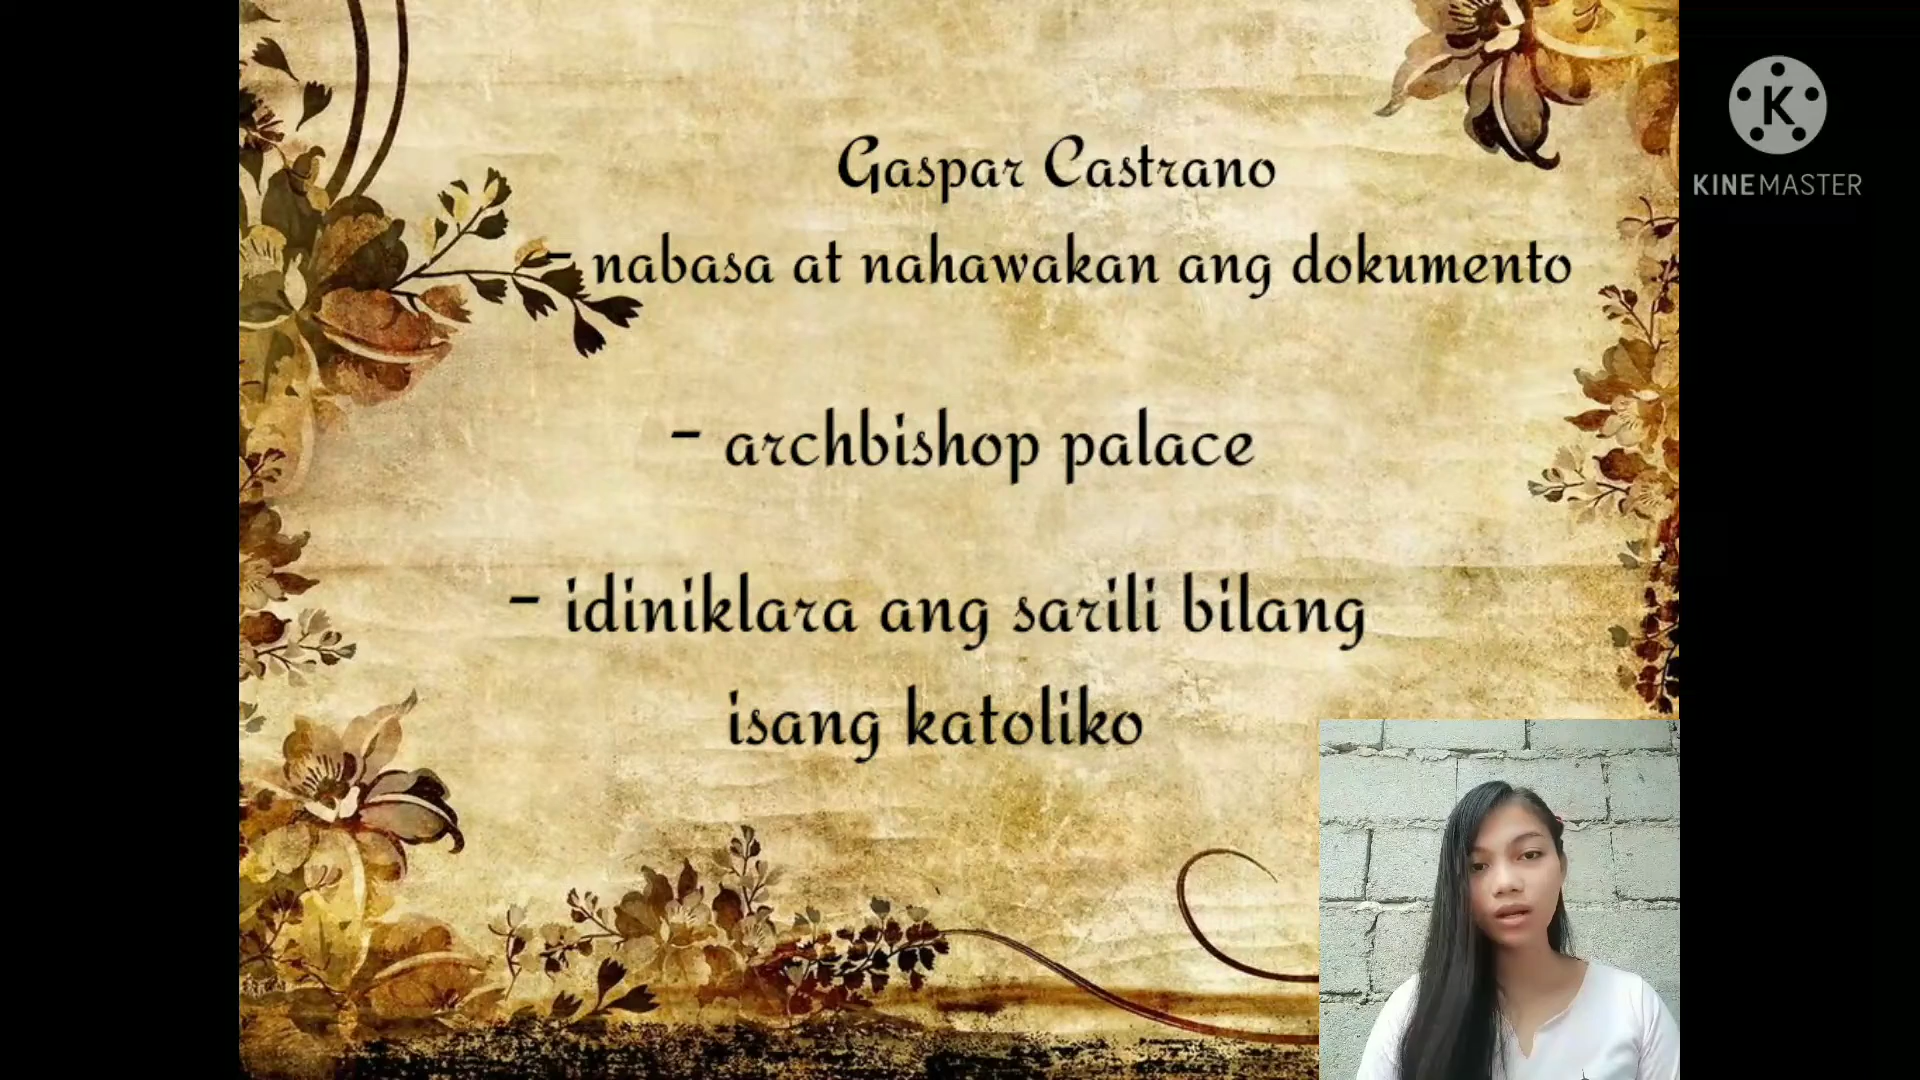 Gaspar Castrano
- nabasa at nahawakan ang dokumento
- archbishop palace
- idiniklara ang sarili bilang
isang katoliko
K
KINEMASTER